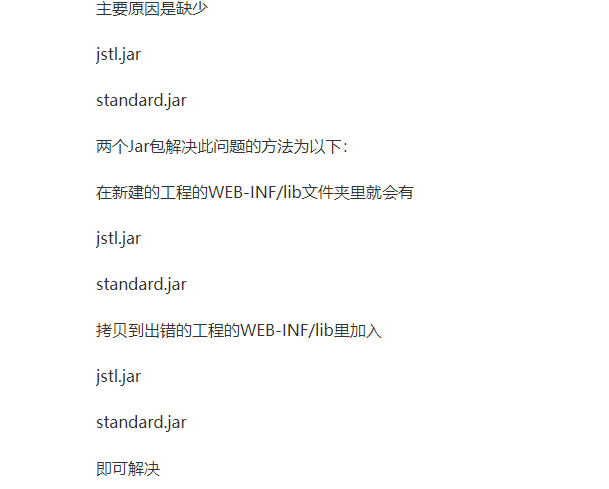 主要原因是缺少
jstl.jar
standard.jar
两个Jar包解决此问题的方法为以下：
在新建的工程的WEB-INF/lib文件夹里就会有
jstl.jar
standard.jar
拷贝到出错的工程的WEB-INF/lib里加入
jstl.jar
standard.jar
即可解决